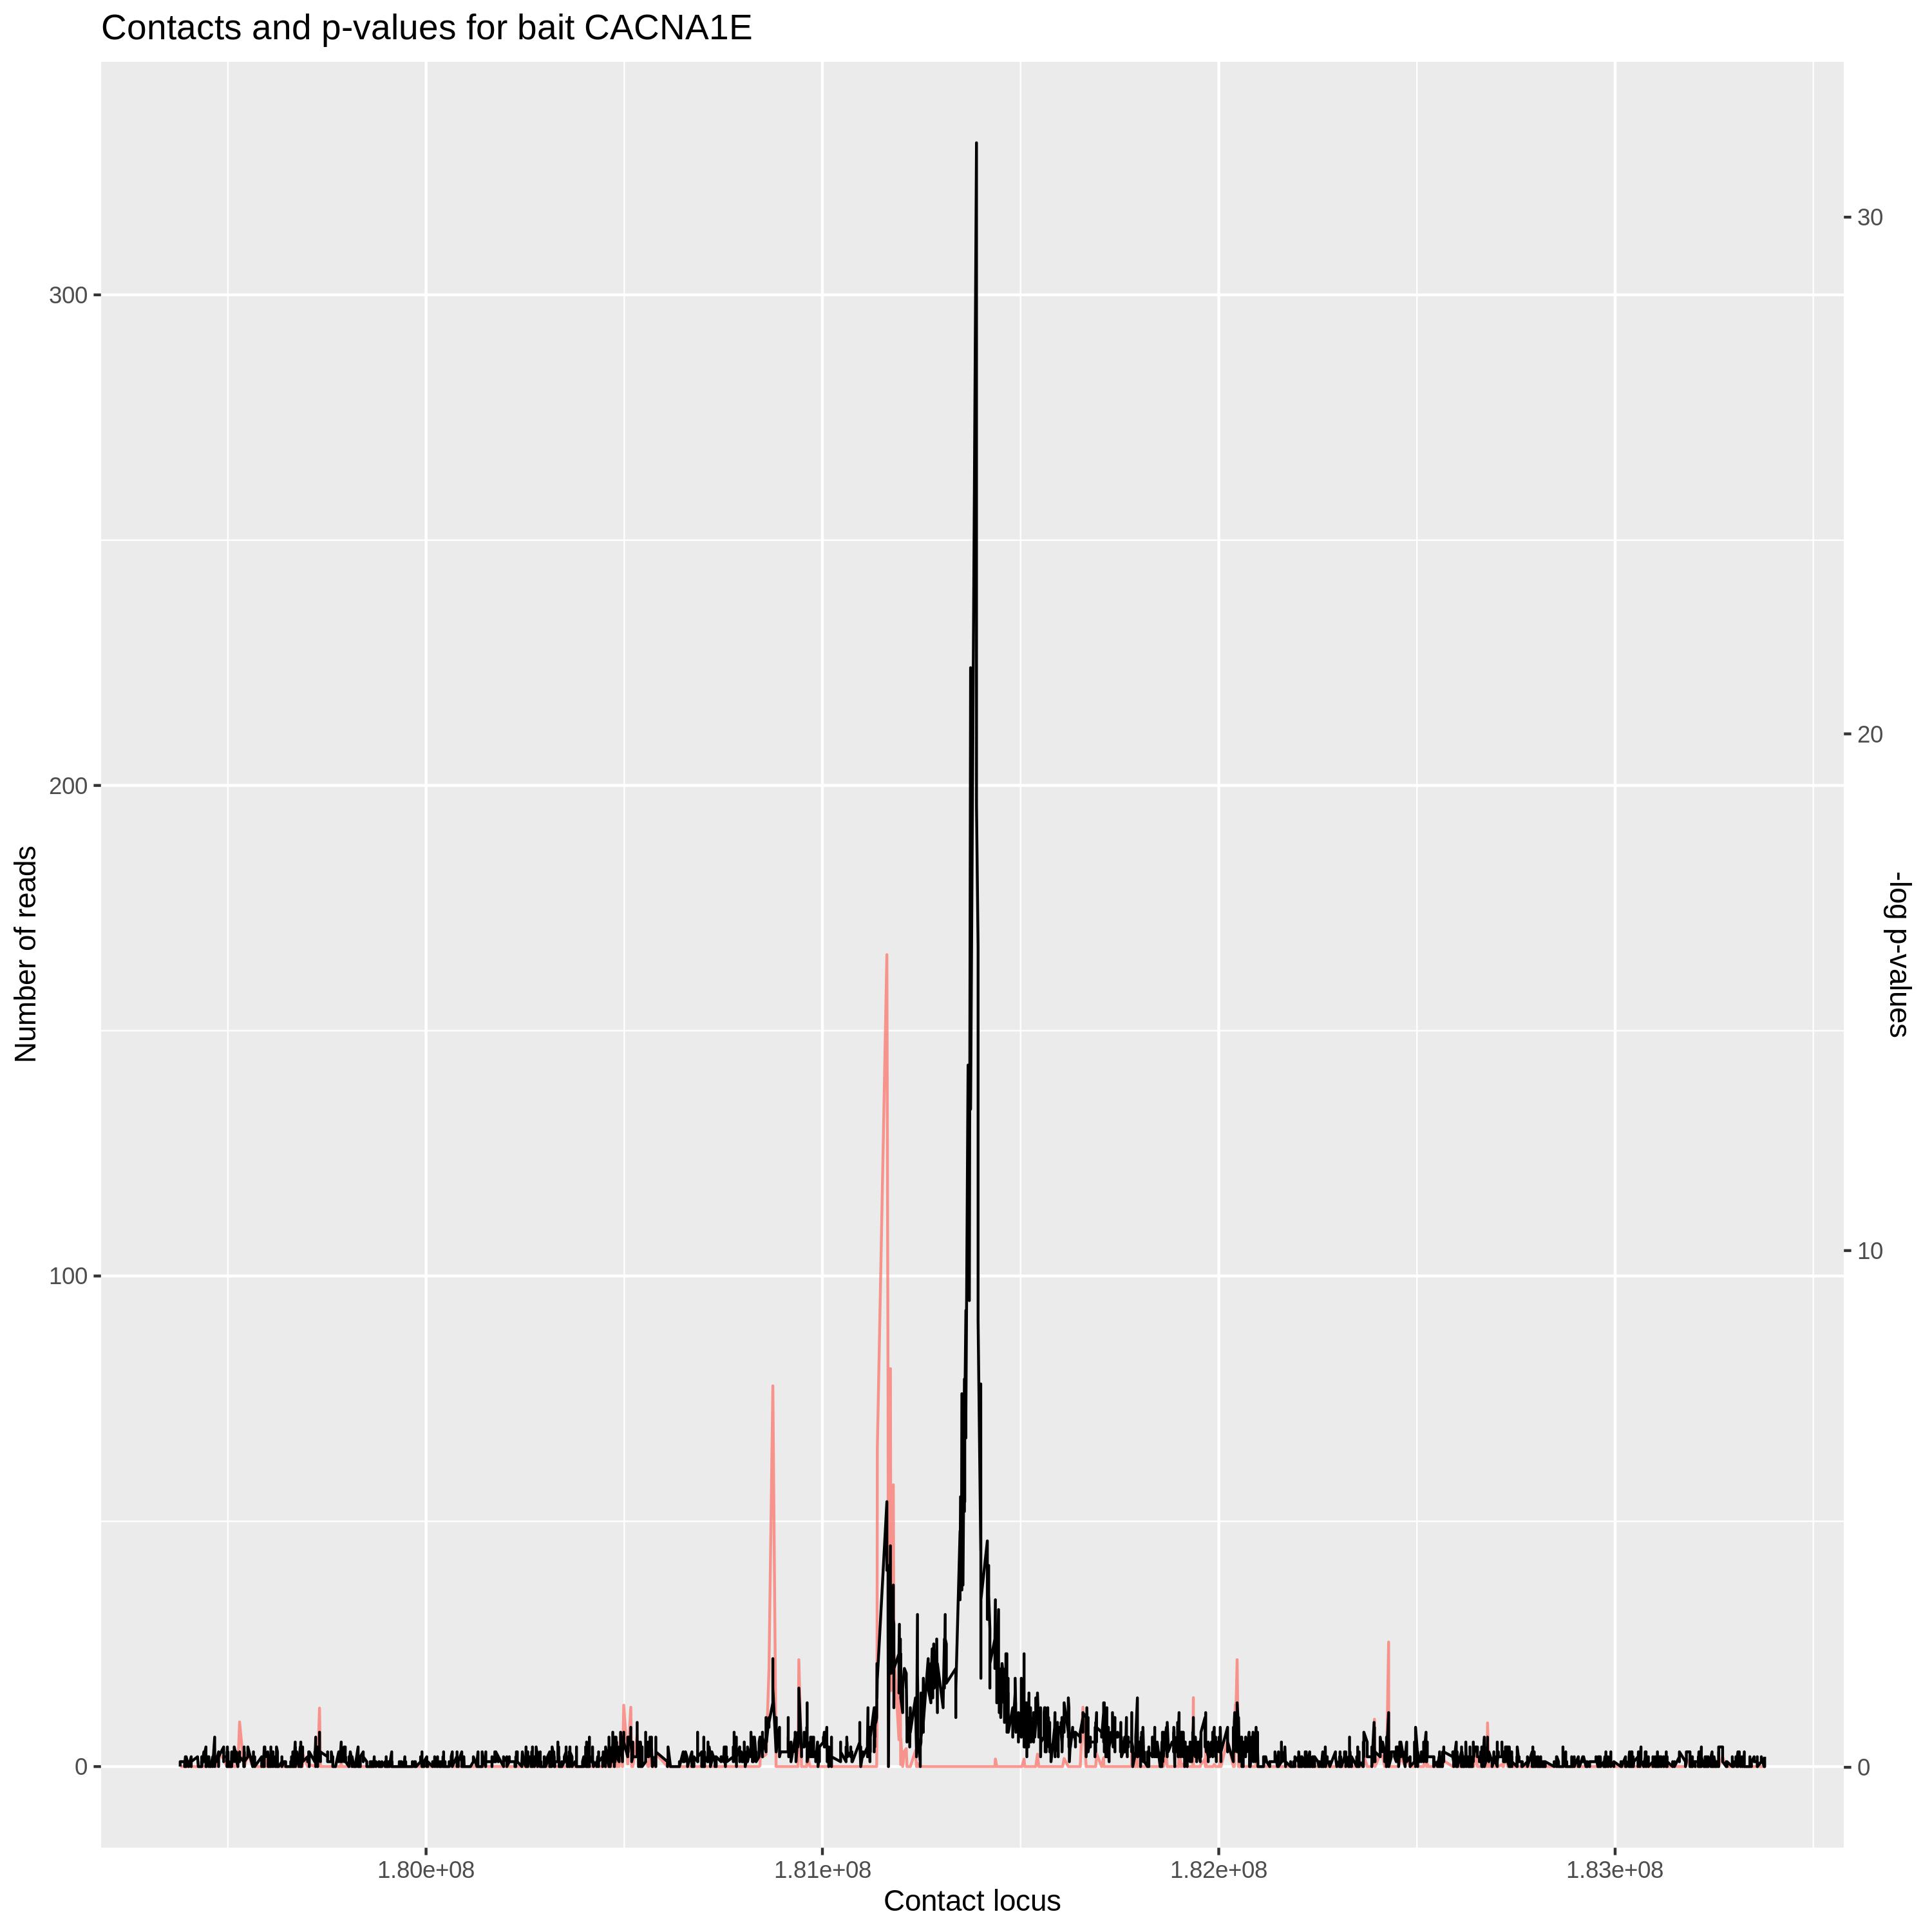 Contacts and p-values for bait CACNA1E
300
200
100
0
Number of reads
30
20
10
0
-log p-values
1.80e+08
1.81e+08
1.82e+08
1.83e+08
Contact locus